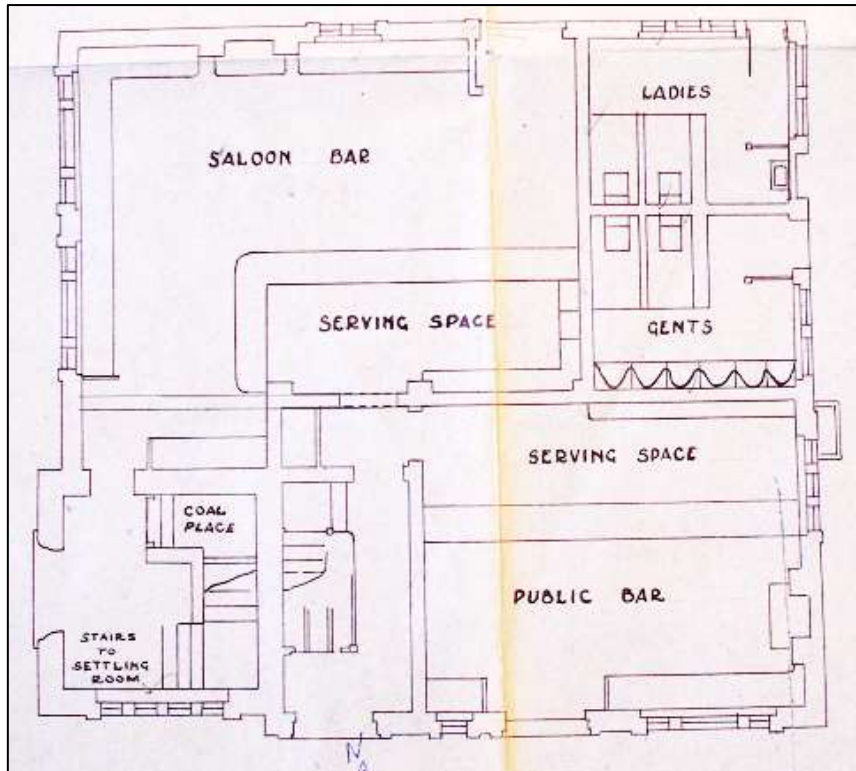 LADIES
SALOON BAR
SERVING SPACE
GENTS
SERVING SPACE
COAL
PLACE
PUBLIC BAR
STAIRS
TO
SETTLING
ROOM
N